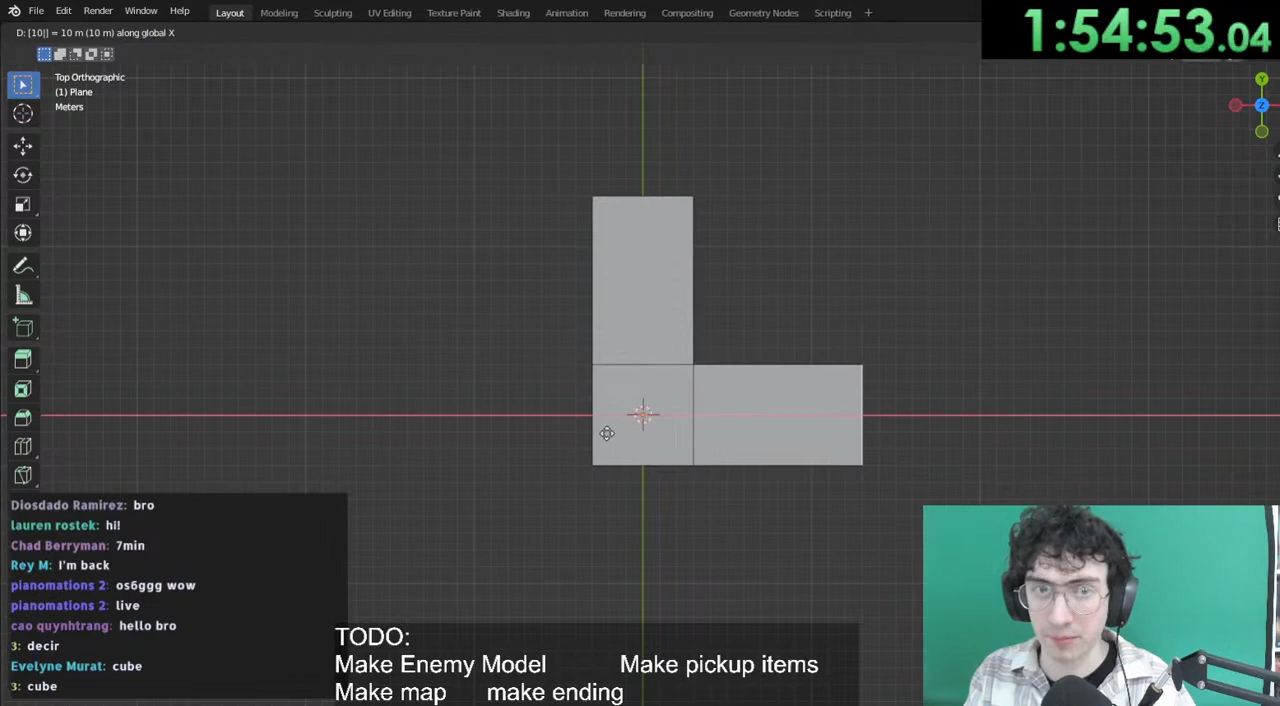 File Edit Render Window Help Layout Modeling Sculpting UV Editing Texture Paint Shading Animation Rendering Compositing Geometry Nodes Scripting +
1:54:53.04
D: [10|] = 10 m (10 m) along global X
Top Orthographic
(1) Plane
Meters
Y
Z
Diosdado Ramirez: bro
lauren rostek: hi!
Chad Berryman: 7min
Rey M: I'm back
pianomations 2: os6ggg wow
pianomations 2: live
cao quynhtrang: hello bro
3: decir
Evelyne Murat: cube
3: cube
TODO:
Make Enemy Model Make pickup items
Make map make ending